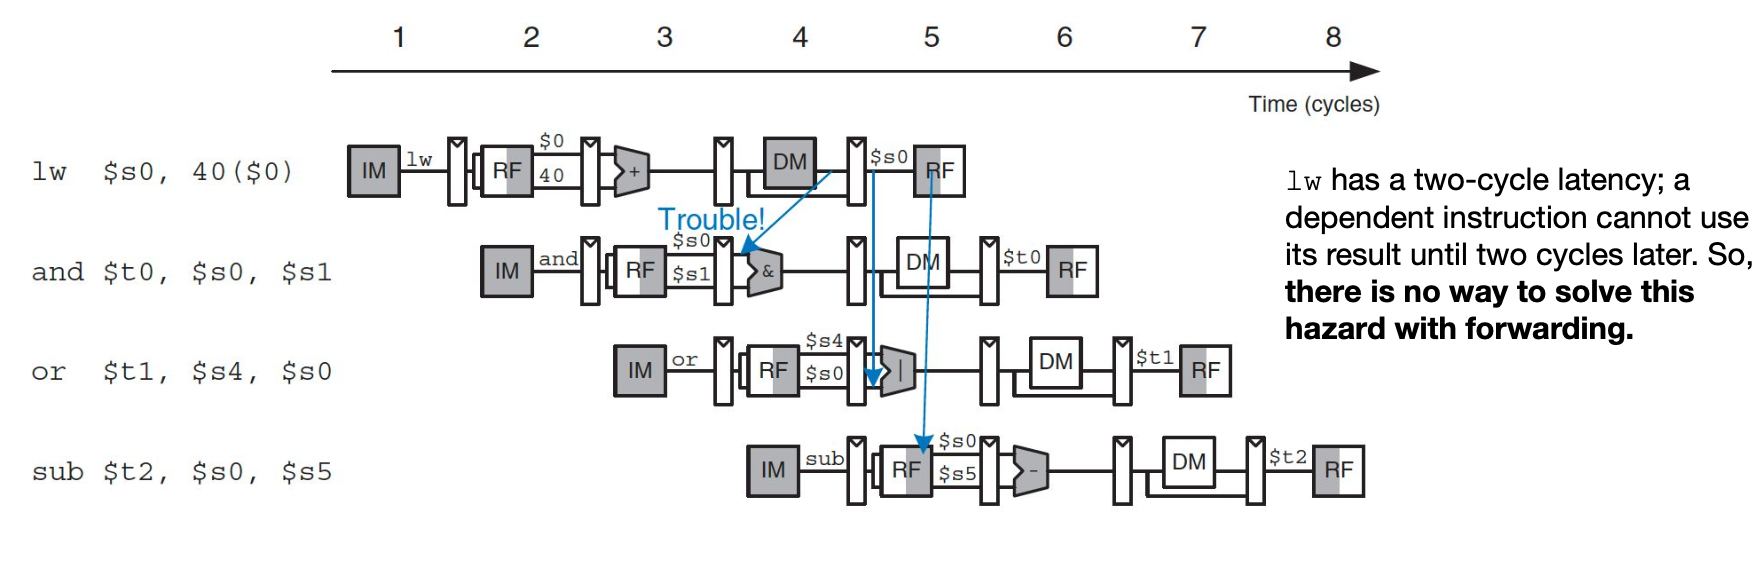 1 2 3 4 5 6 7 8
Time (cycles)
lw $s0, 40($0)
IM lw RF $0 40 + DM $s0 RF
Trouble!
and $t0, $s0, $s1
IM and RF $s0 $s1 & DM $t0 RF
or $t1, $s4, $s0
IM or RF $s4 $s0 | DM $t1 RF
sub $t2, $s0, $s5
IM sub RF $s0 $s5 - DM $t2 RF
lw has a two-cycle latency; a
dependent instruction cannot use
its result until two cycles later. So,
there is no way to solve this
hazard with forwarding.